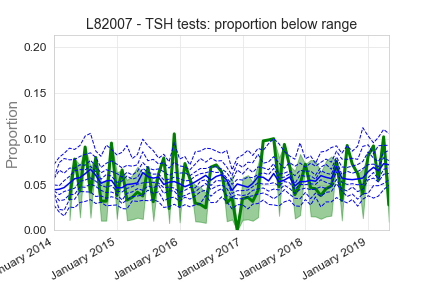 L82007 - TSH tests: proportion below range
Proportion
0.20
0.15
0.10
0.05
0.00
2014
January 2015
January 2016
January 2017
January 2018
January 2019